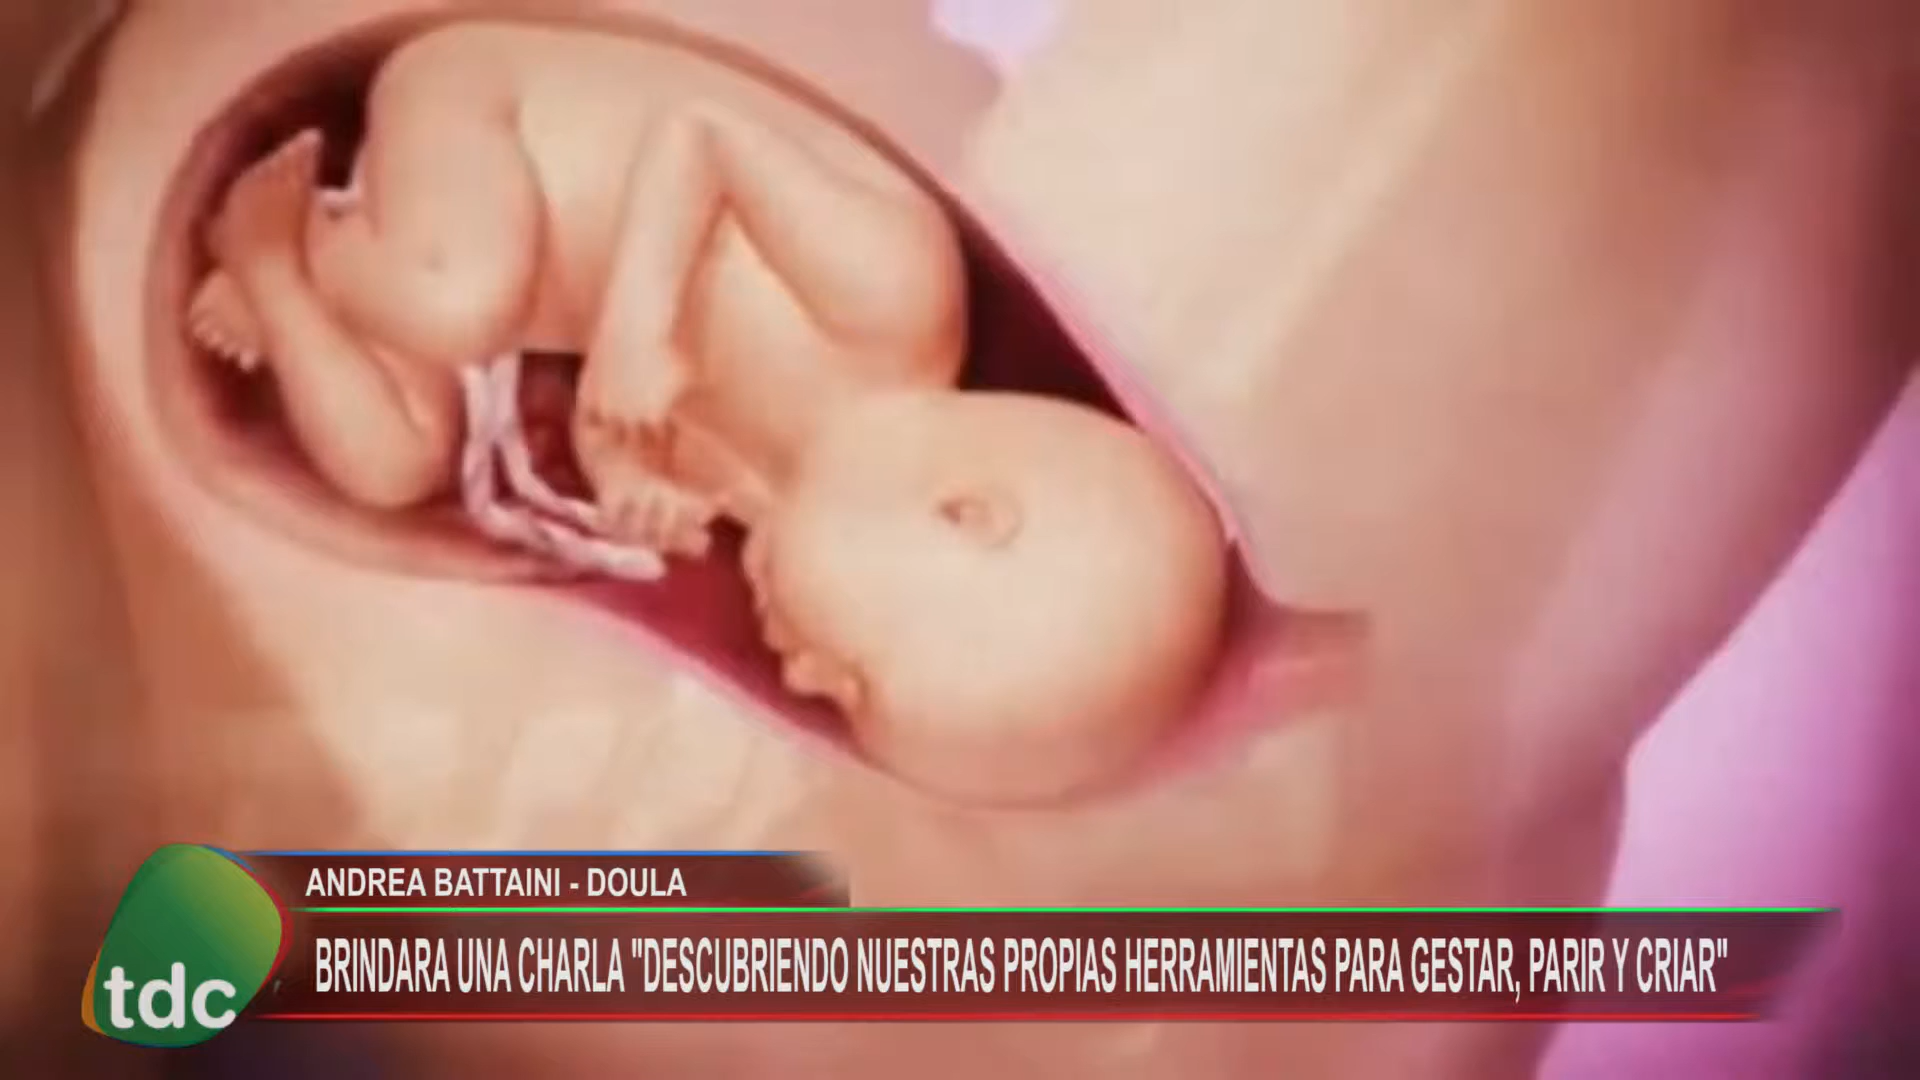 ANDREA BATTAINI - DOULA
BRINDARA UNA CHARLA "DESCUBRIENDO NUESTRAS PROPIAS HERRAMIENTAS PARA GESTAR, PARIR Y CRIAR"
tdc